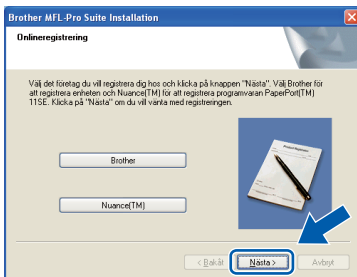 Brother MFL-Pro Suite Installation
Onlineregistrering
Välj det företag du vill registrera dig hos och klicka på knappen "Nästa". Välj Brother för
att registrera enheten och Nuance(TM) för att registrera programvaran PaperPort(TM)
11SE. Klicka på "Nästa" om du vill vänta med registreringen.
Brother
Product Registration
Nuance(TM)
< Bakåt
Nästa >
Avbryt